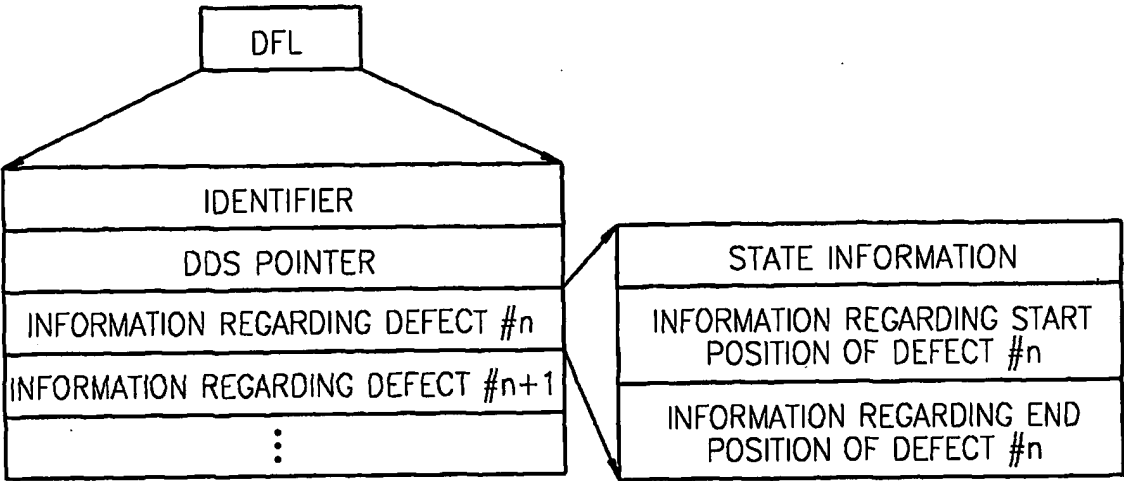 DFL
IDENTIFIER
DDS POINTER
INFORMATION REGARDING DEFECT #n
INFORMATION REGARDING DEFECT #n+1
⋮
STATE INFORMATION
INFORMATION REGARDING START
POSITION OF DEFECT #n
INFORMATION REGARDING END
POSITION OF DEFECT #n